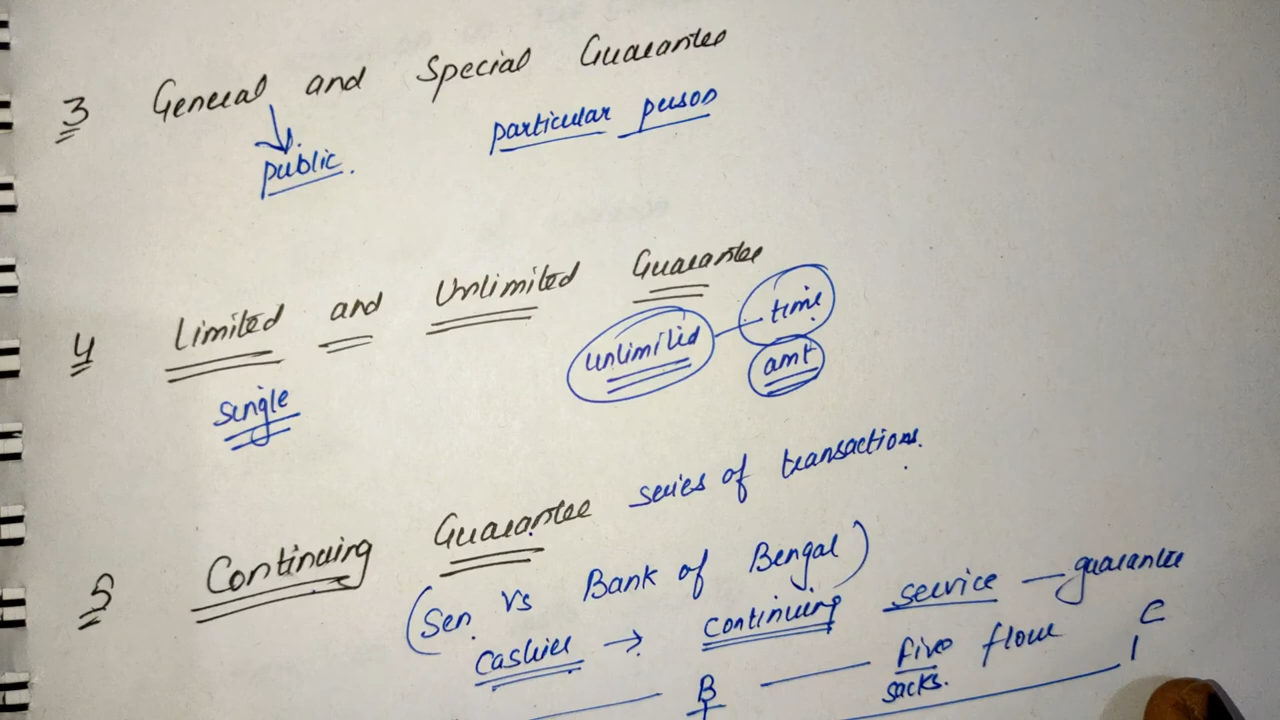 3 General and Special Guarantee
public.
particular person
4 Limited and Unlimited Guarantee
single
unlimited
time
amt
5 Continuing Guarantee series of transactions.
(Sen vs Bank of Bengal)
cashier → continuing service — guarantee
B — five flour sacks.
C